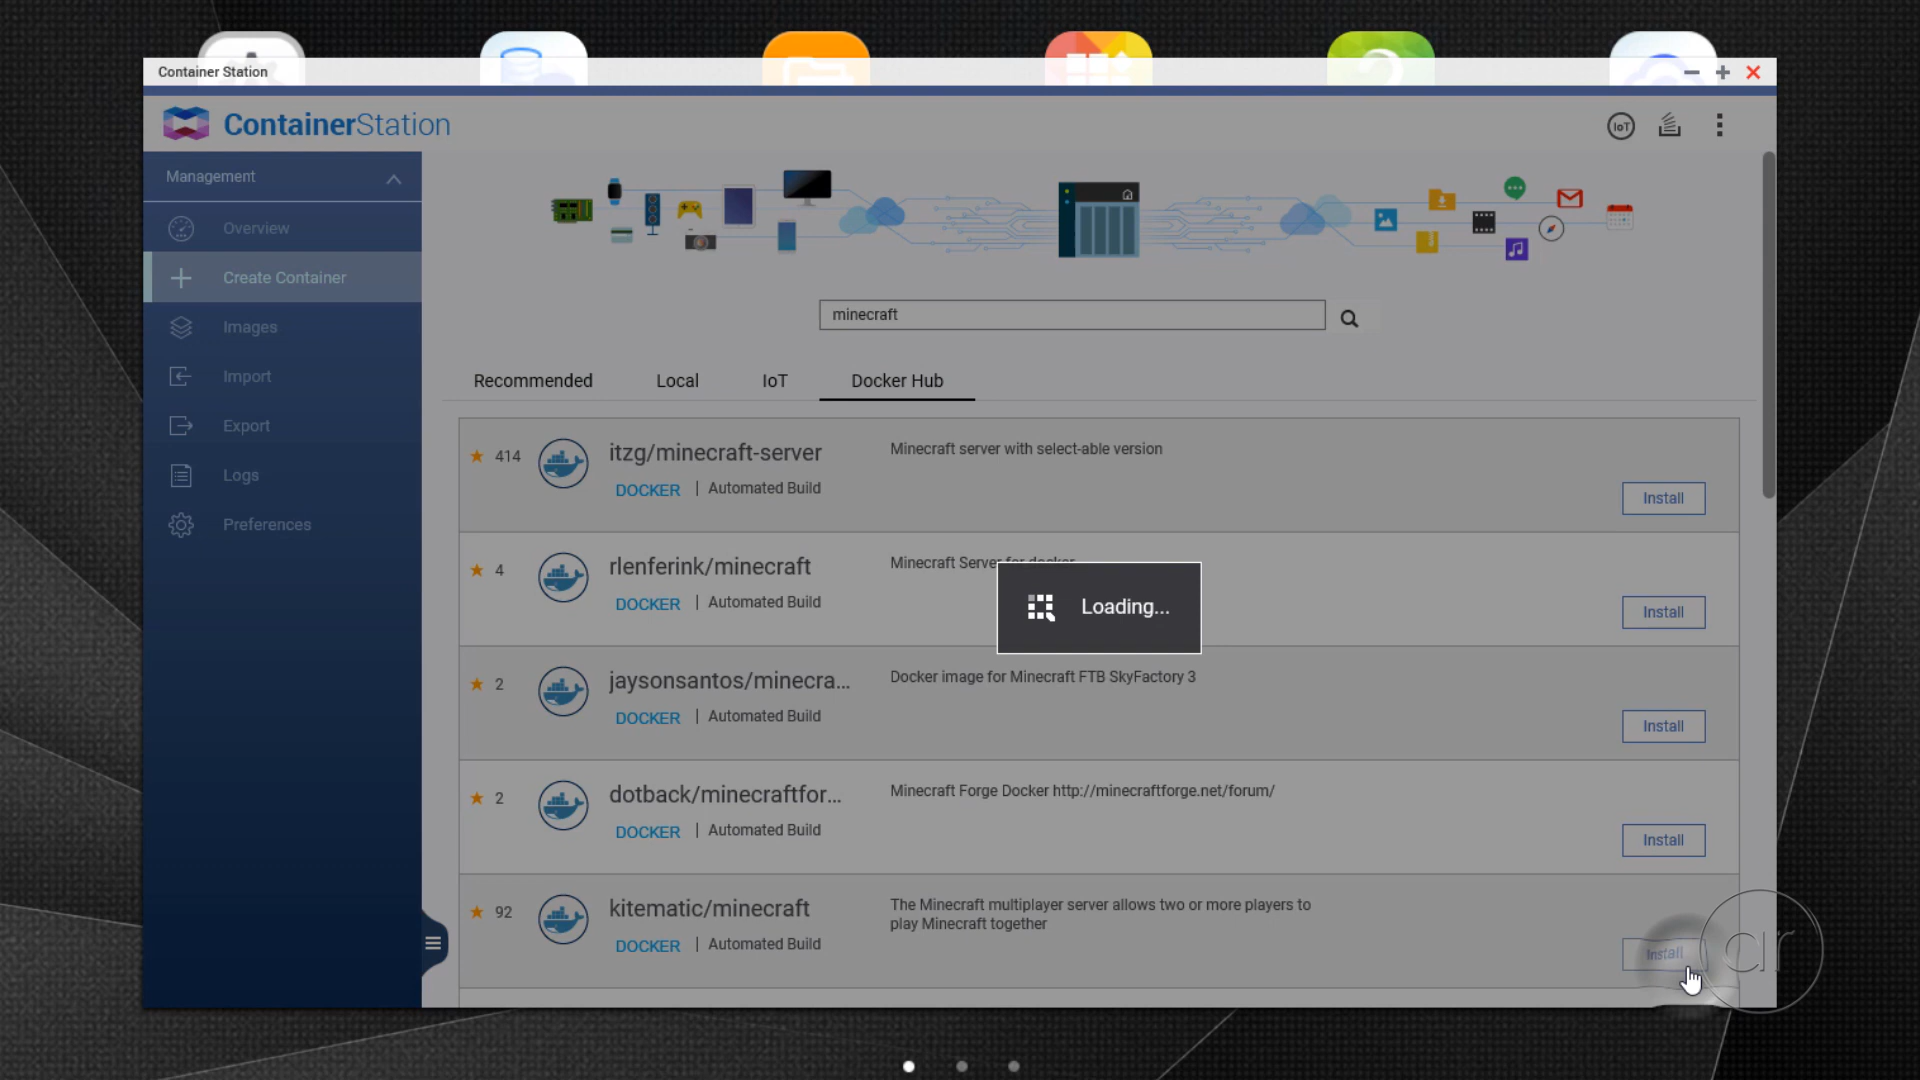 Container Station
ContainerStation
IoT
Management
Overview
Create Container
Images
Import
Export
Logs
Preferences
minecraft
Recommended
Local
IoT
Docker Hub
414
itzg/minecraft-server
DOCKER | Automated Build
Minecraft server with select-able version
Install
4
rlenferink/minecraft
DOCKER | Automated Build
Minecraft Server for docker
Install
Loading...
2
jaysonsantos/minecra...
DOCKER | Automated Build
Docker image for Minecraft FTB SkyFactory 3
Install
2
dotback/minecraftfor...
DOCKER | Automated Build
Minecraft Forge Docker http://minecraftforge.net/forum/
Install
92
kitematic/minecraft
DOCKER | Automated Build
The Minecraft multiplayer server allows two or more players to
play Minecraft together
Install
ar